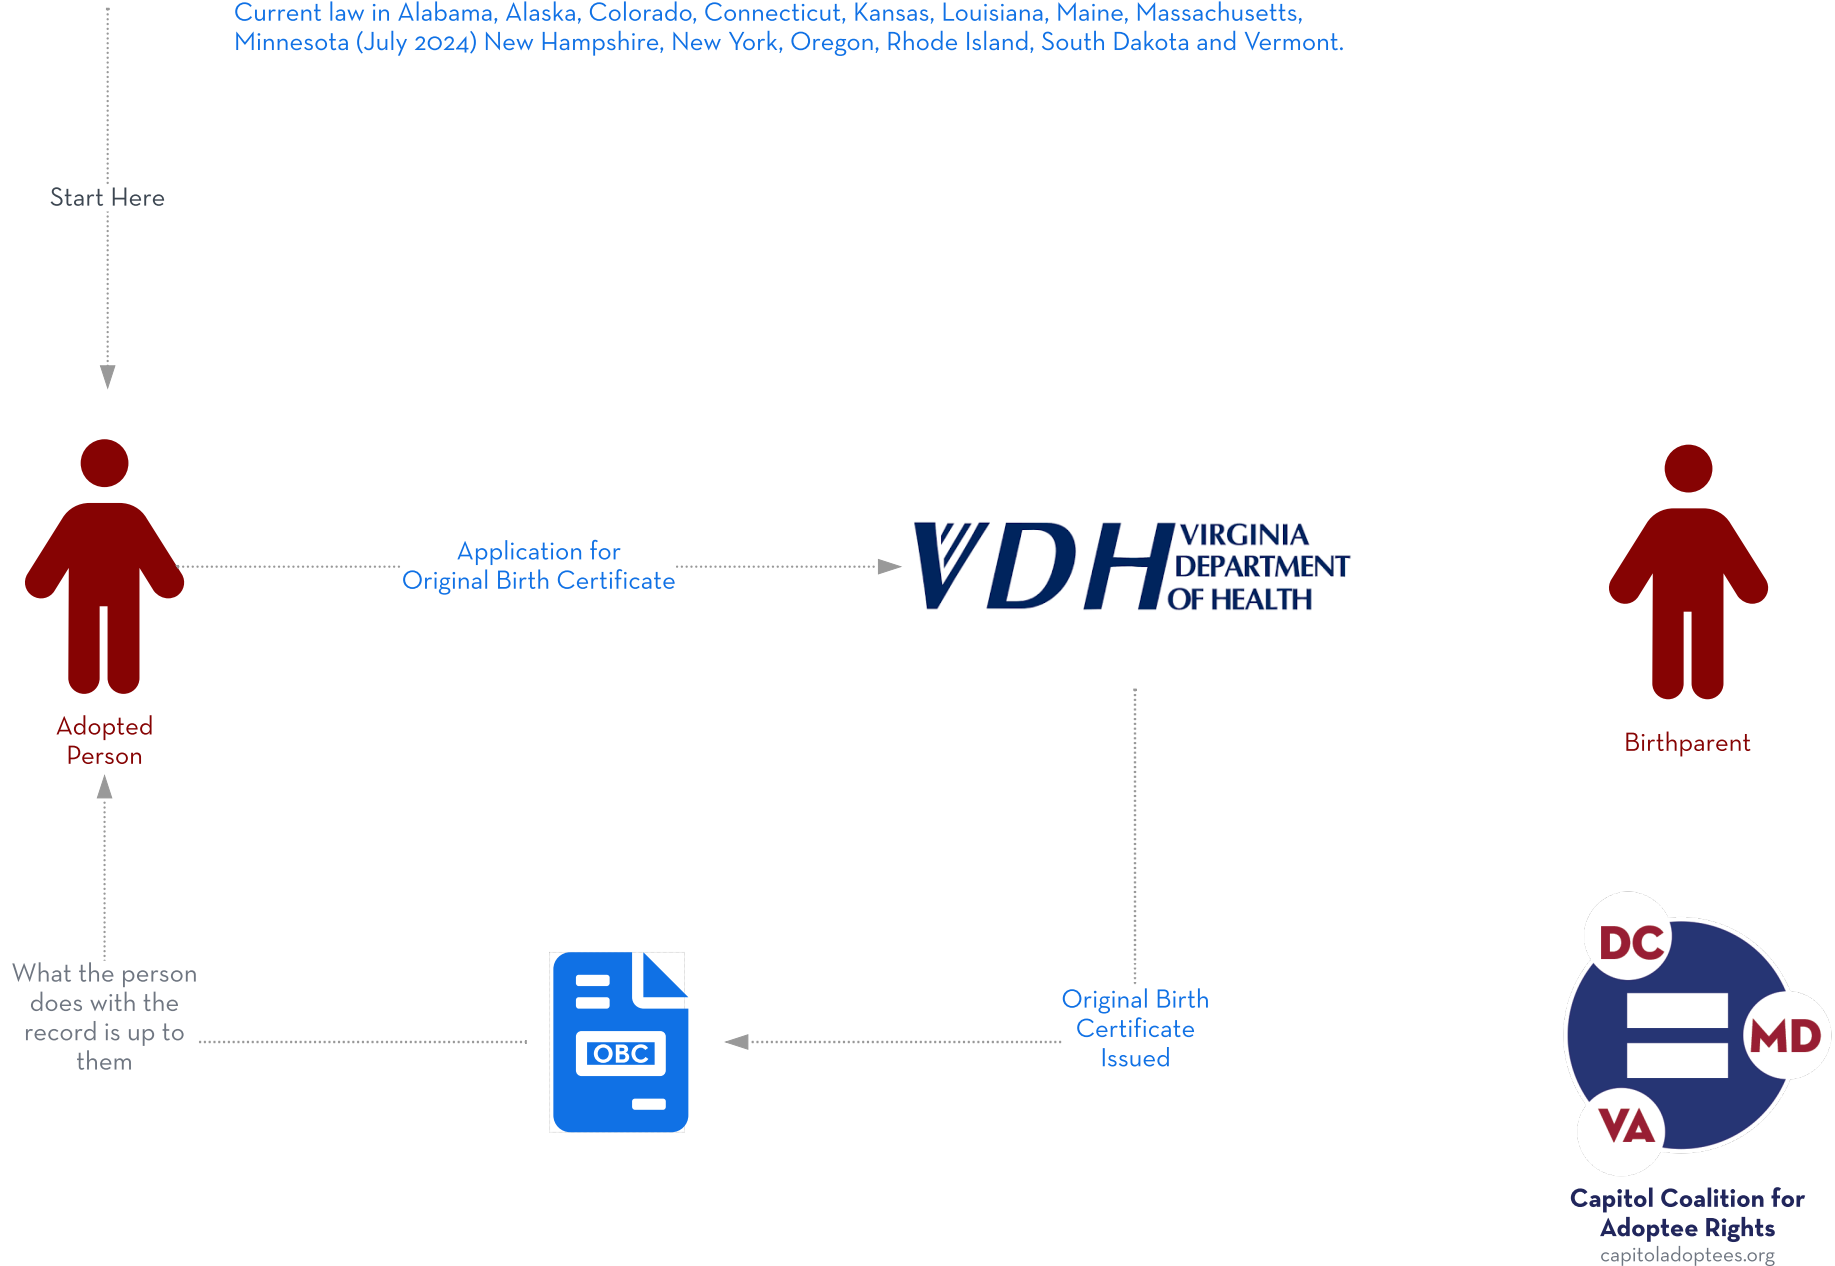 Current law in Alabama, Alaska, Colorado, Connecticut, Kansas, Louisiana, Maine, Massachusetts,
Minnesota (July 2024) New Hampshire, New York, Oregon, Rhode Island, South Dakota and Vermont.
Start Here
Application for
Original Birth Certificate
VDH
VIRGINIA
DEPARTMENT
OF HEALTH
Adopted
Person
Birthparent
What the person
does with the
record is up to
them
OBC
Original Birth
Certificate
Issued
DC
MD
VA
Capitol Coalition for
Adoptee Rights
capitoladoptees.org